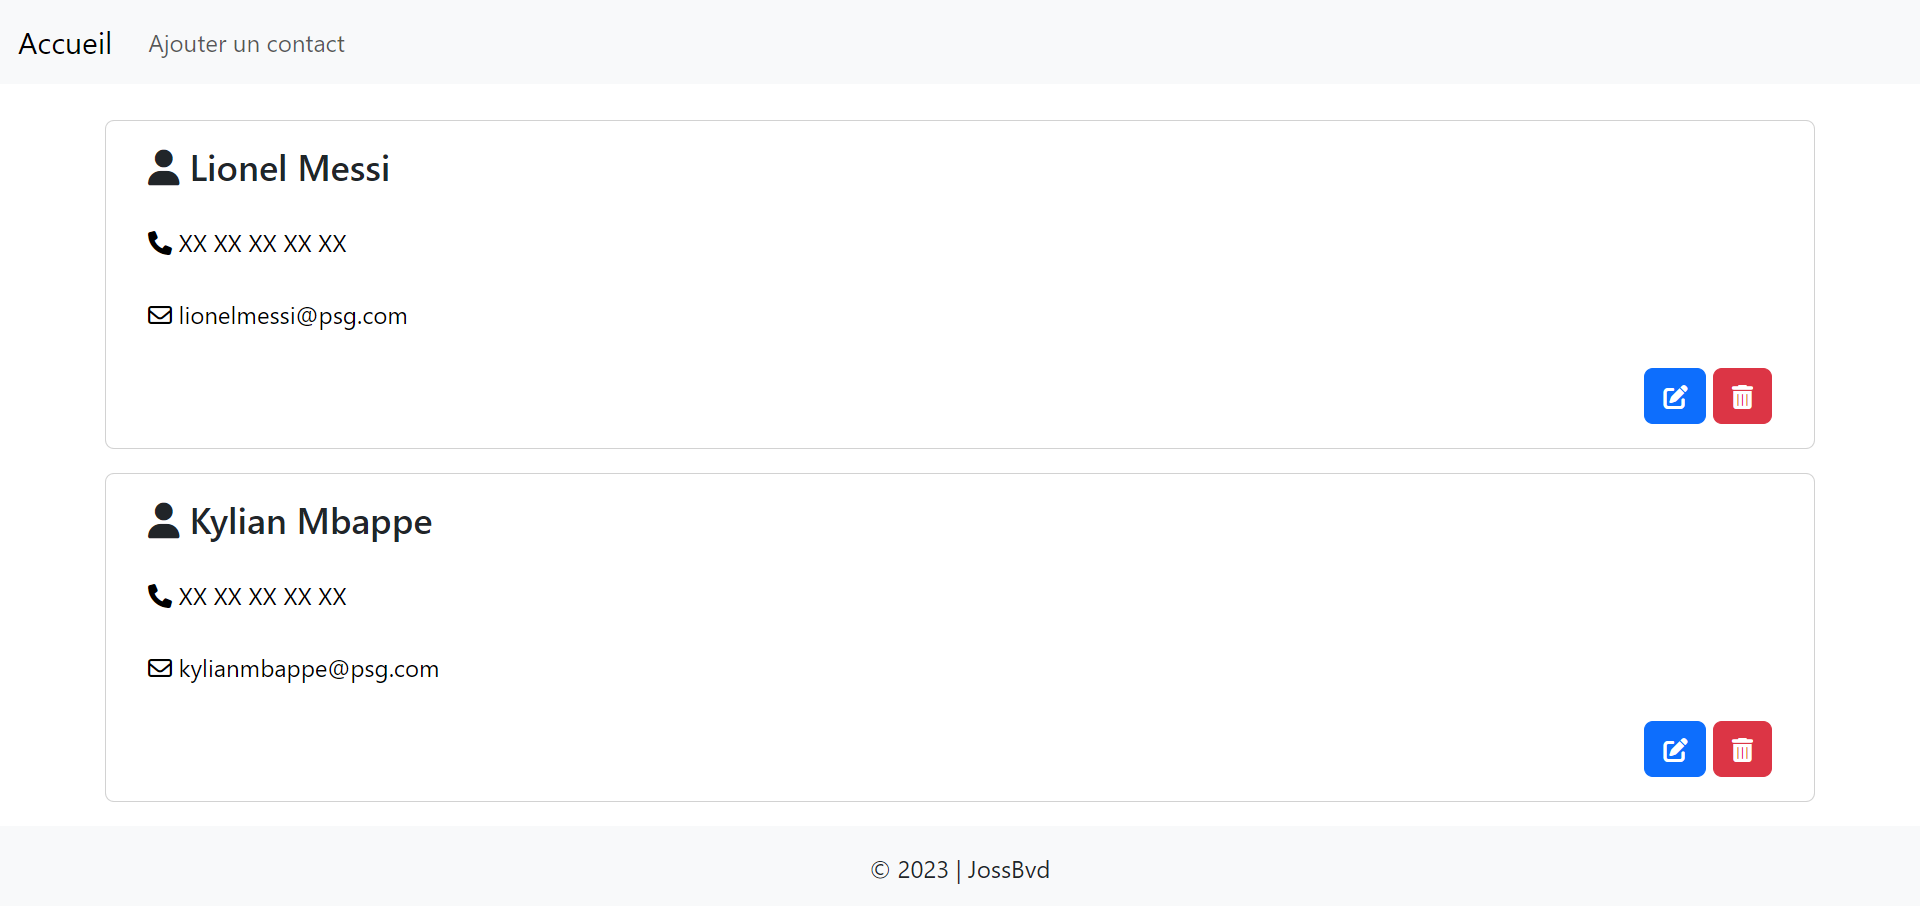 Accueil Ajouter un contact
Lionel Messi
XX XX XX XX XX
lionelmessi@psg.com
Kylian Mbappe
XX XX XX XX XX
kylianmbappe@psg.com
© 2023 | JossBvd